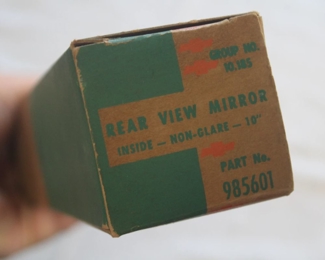 GROUP NO.
10.185
REAR VIEW MIRROR
INSIDE — NON-GLARE — 10"
PART No.
985601